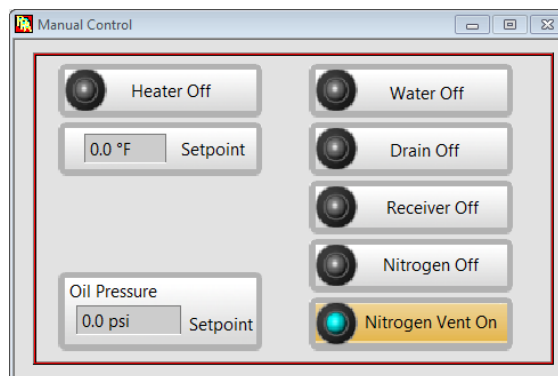 Manual Control
Heater Off
0.0 °F Setpoint
Oil Pressure
0.0 psi Setpoint
Water Off
Drain Off
Receiver Off
Nitrogen Off
Nitrogen Vent On